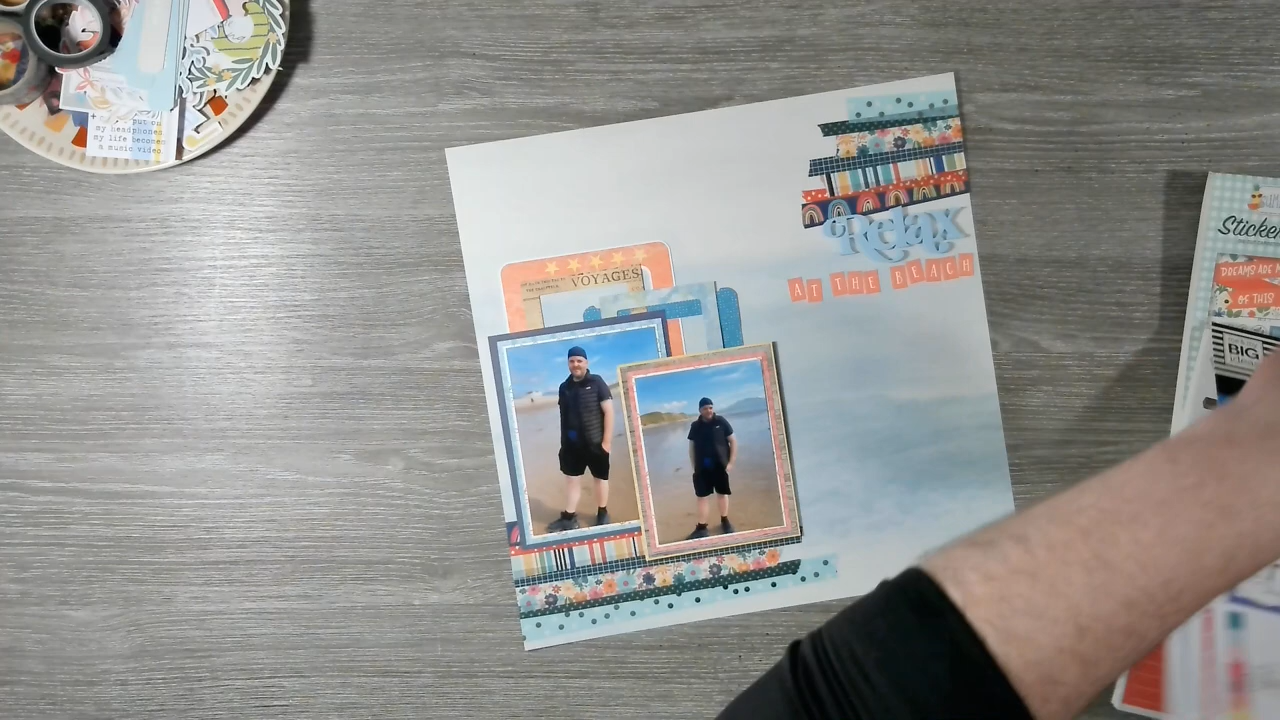 put on
my headphones
my life becomes
a music video.
VOYAGES
Relax
AT THE BEACH
Sticker
DREAMS ARE
OF THIS
BIG